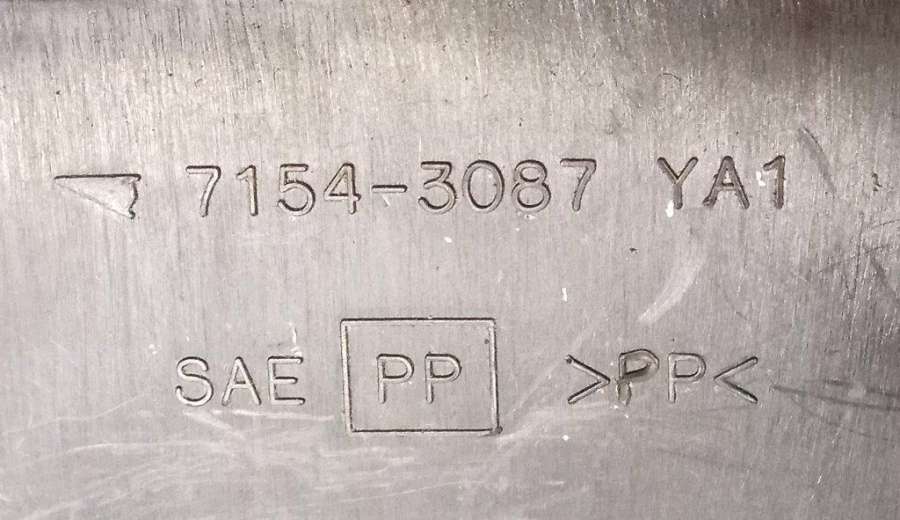 7154-3087 YA1
SAE PP >PP<